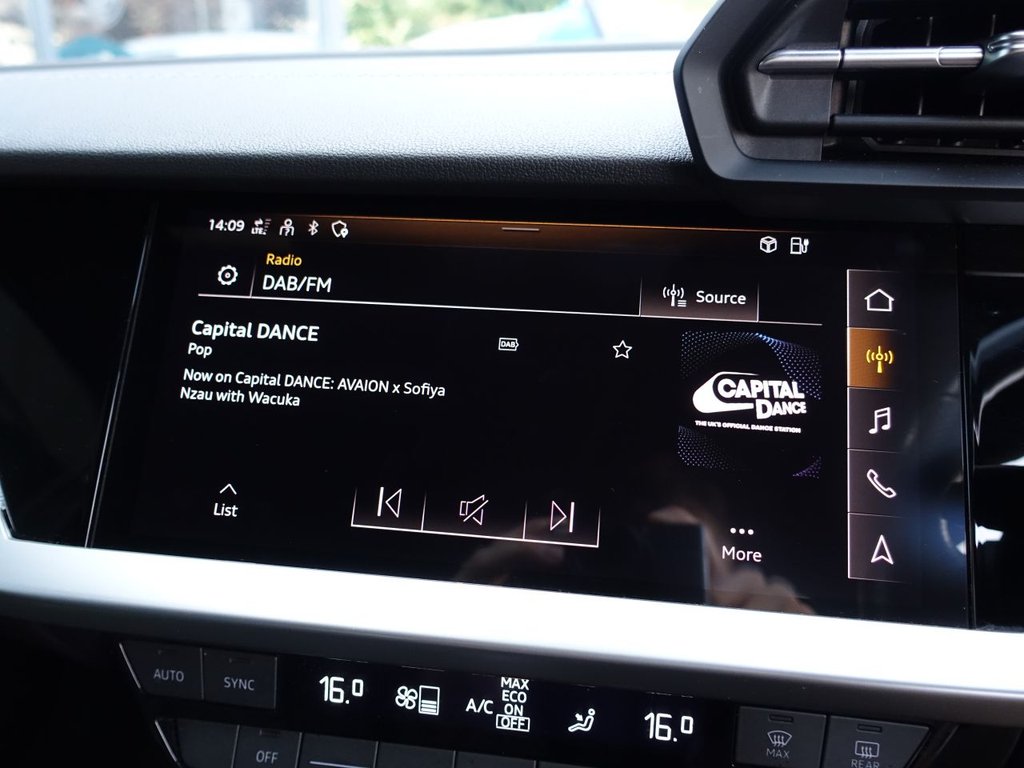 14:09
LTE
Radio
DAB/FM
Source
Capital DANCE
DAB
Pop
Now on Capital DANCE: AVAION x Sofiya
Nzau with Wacuka
CAPITAL
DANCE
THE UK'S OFFICIAL DANCE STATION
List
More
AUTO
SYNC
16.0
A/C
MAX
ECO
ON
OFF
16.0
OFF
MAX
REAR